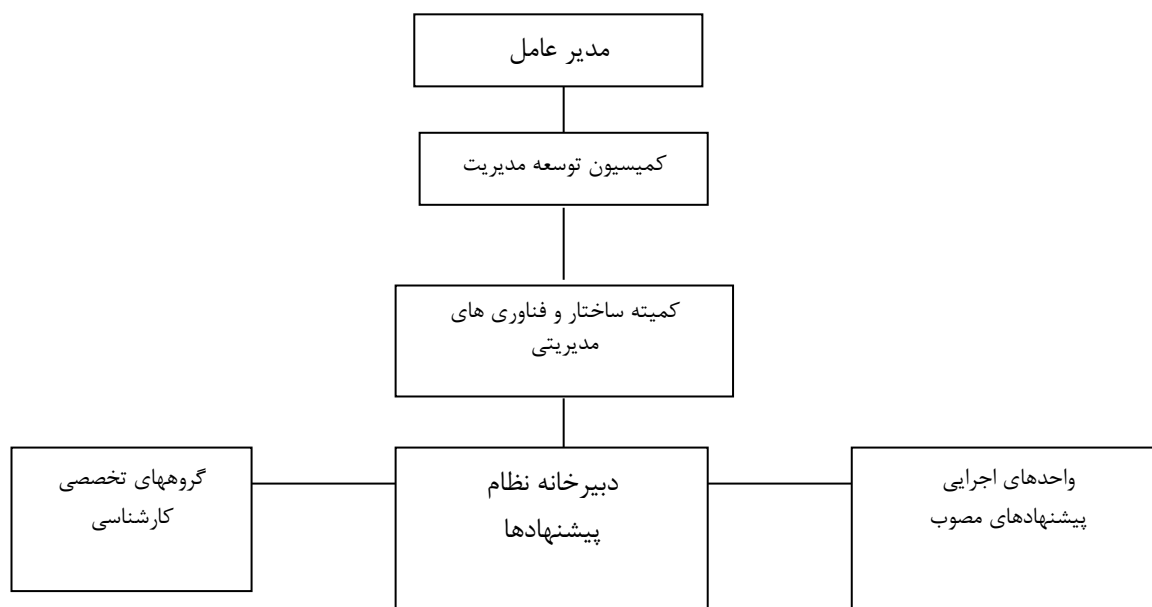 مدیر عامل
کمیسیون توسعه مدیریت
کمیته ساختار و فناوری های
مدیریتی
واحدهای اجرایی
پیشنهادهای مصوب
دبیرخانه نظام
پیشنهادها
گروههای تخصصی
کارشناسی